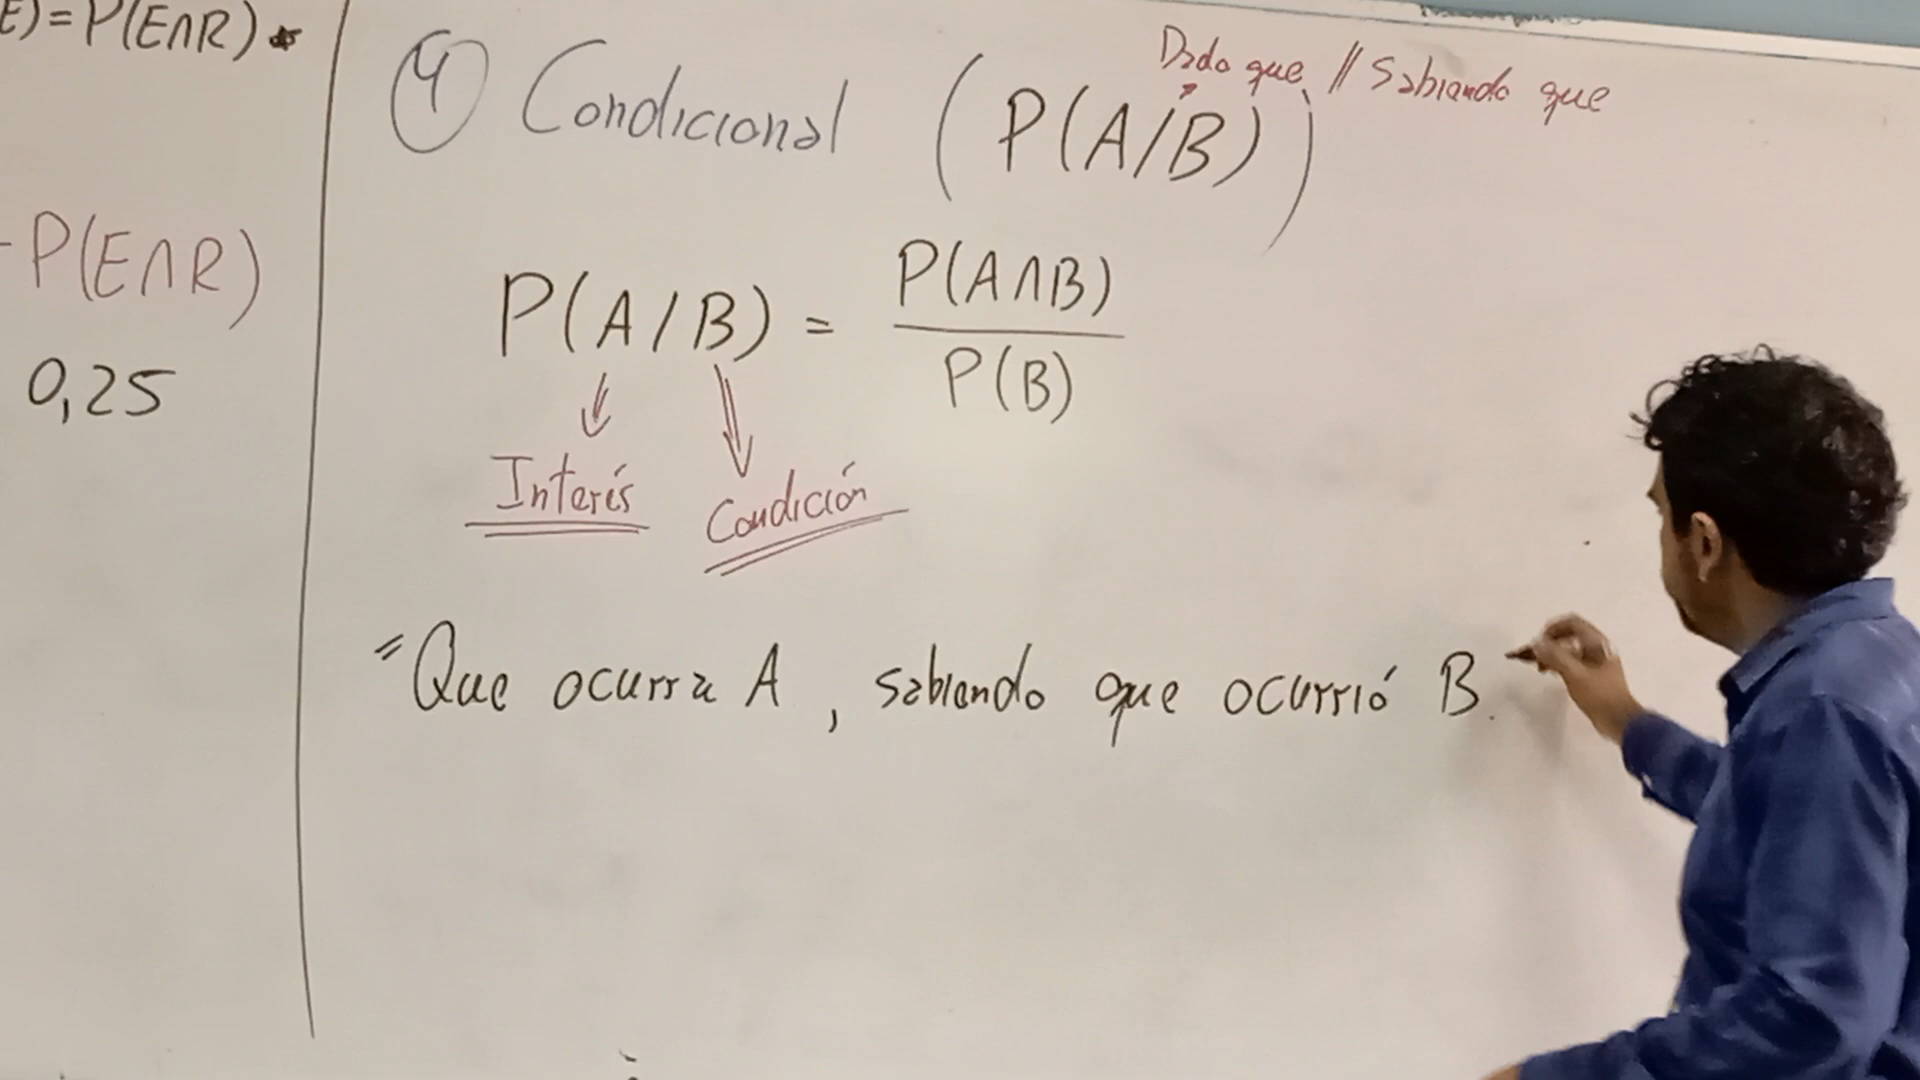 E)=P(E∩R)
-P(E∩R)
0,25
Dado que // Sabiendo que
4 Condicional (P(A/B))
P(A/B) = P(A∩B)
P(B)
Interés Condición
"Que ocurra A, sabiendo que ocurrió B.